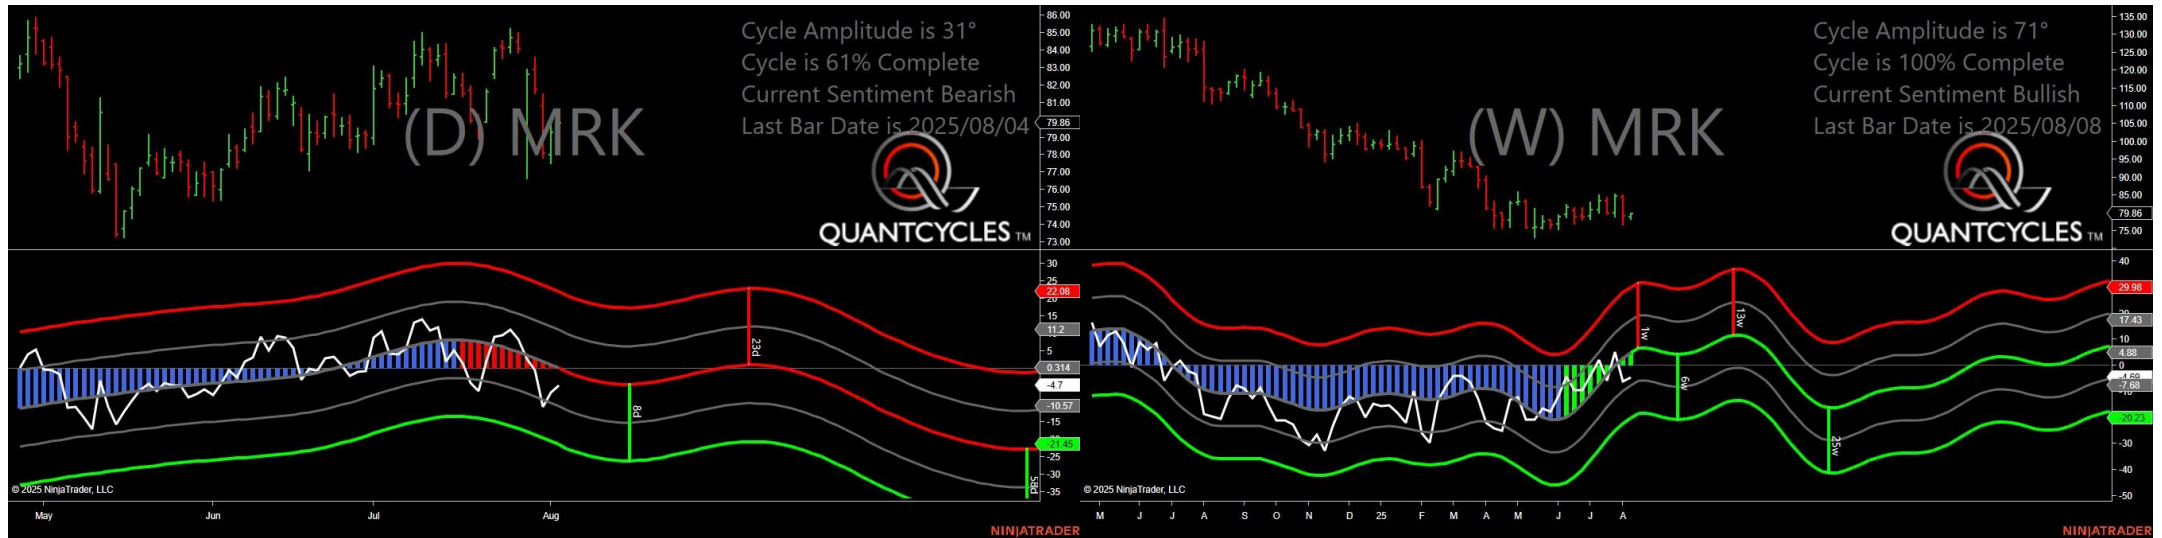 Cycle Amplitude is 31°
Cycle is 61% Complete
Current Sentiment Bearish
Last Bar Date is 2025/08/04
(D) MRK
QUANTCYCLES TM
86.00
85.00
84.00
83.00
82.00
81.00
79.86
79.00
78.00
77.00
76.00
75.00
74.00
73.00
30
25
22.08
20
15
11.2
5
0.314
-4.7
-10.57
-15
-21.45
-25
-30
-35
23d
8d
58d
© 2025 NinjaTrader, LLC
May Jun Jul Aug
NINJATRADER
Cycle Amplitude is 71°
Cycle is 100% Complete
Current Sentiment Bullish
Last Bar Date is 2025/08/08
(W) MRK
QUANTCYCLES TM
135.00
130.00
125.00
120.00
115.00
110.00
105.00
100.00
95.00
90.00
85.00
79.86
75.00
40
29.98
20
17.43
10
4.88
0
-4.69
-7.68
-10
-20.23
-30
-40
-50
1w
13w
6w
25w
© 2025 NinjaTrader, LLC
M J J A S O N D 25 F M A M J J A
NINJATRADER